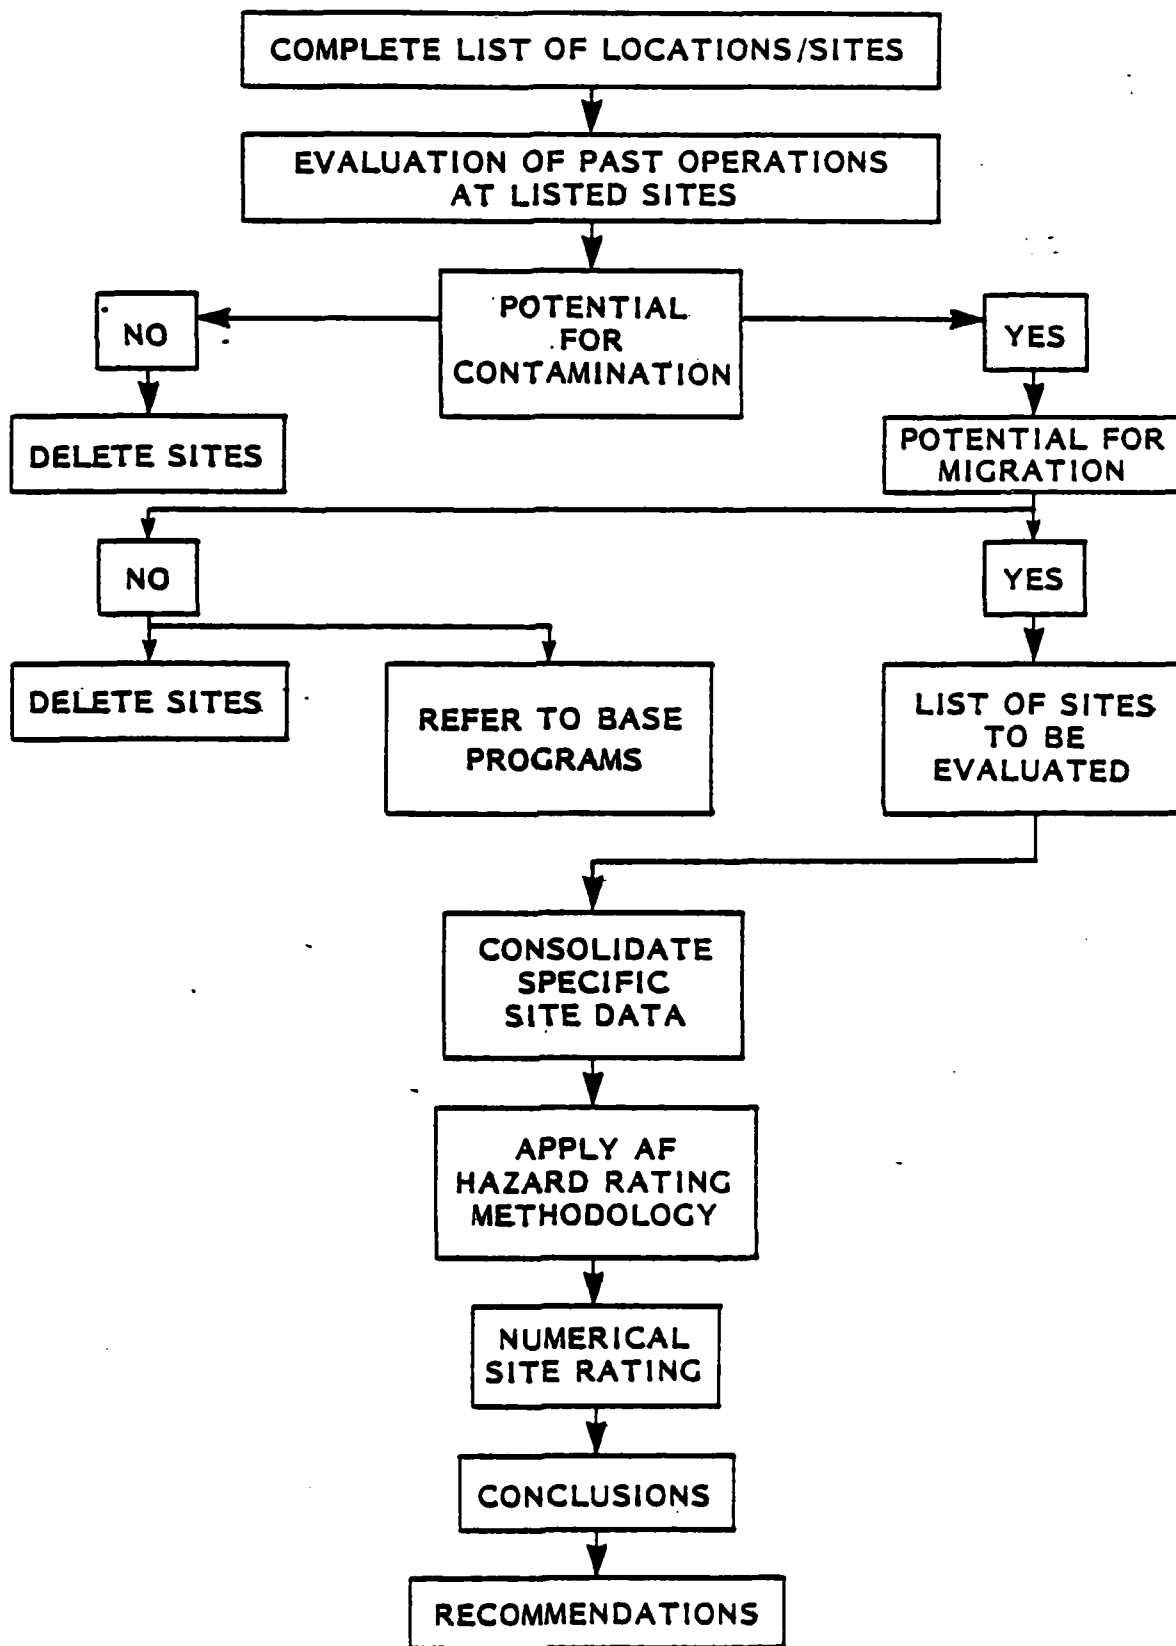 COMPLETE LIST OF LOCATIONS/SITES
EVALUATION OF PAST OPERATIONS
AT LISTED SITES
POTENTIAL
FOR
CONTAMINATION
NO
YES
DELETE SITES
POTENTIAL FOR
MIGRATION
NO
YES
DELETE SITES
REFER TO BASE
PROGRAMS
LIST OF SITES
TO BE
EVALUATED
CONSOLIDATE
SPECIFIC
SITE DATA
APPLY AF
HAZARD RATING
METHODOLOGY
NUMERICAL
SITE RATING
CONCLUSIONS
RECOMMENDATIONS